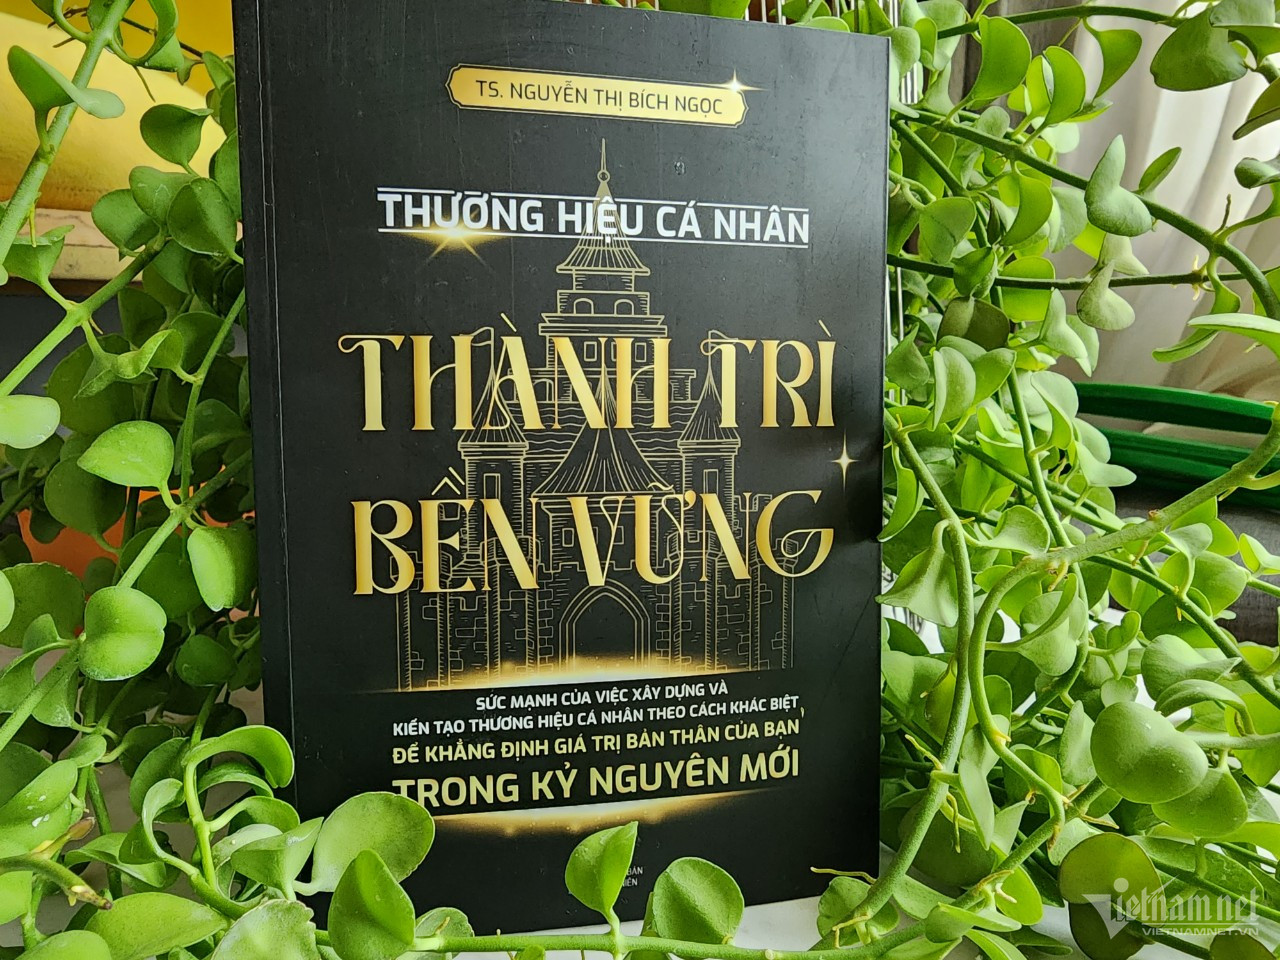 TS. NGUYỄN THỊ BÍCH NGỌC
THƯƠNG HIỆU CÁ NHÂN
THÀNH TRÌ
BỀN VỮNG
SỨC MẠNH CỦA VIỆC XÂY DỰNG VÀ
KIẾN TẠO THƯƠNG HIỆU CÁ NHÂN THEO CÁCH KHÁC BIỆT,
ĐỂ KHẲNG ĐỊNH GIÁ TRỊ BẢN THÂN CỦA BẠN
TRONG KỶ NGUYÊN MỚI
BẢN
vietnamnet
VIETNAMNET.VN